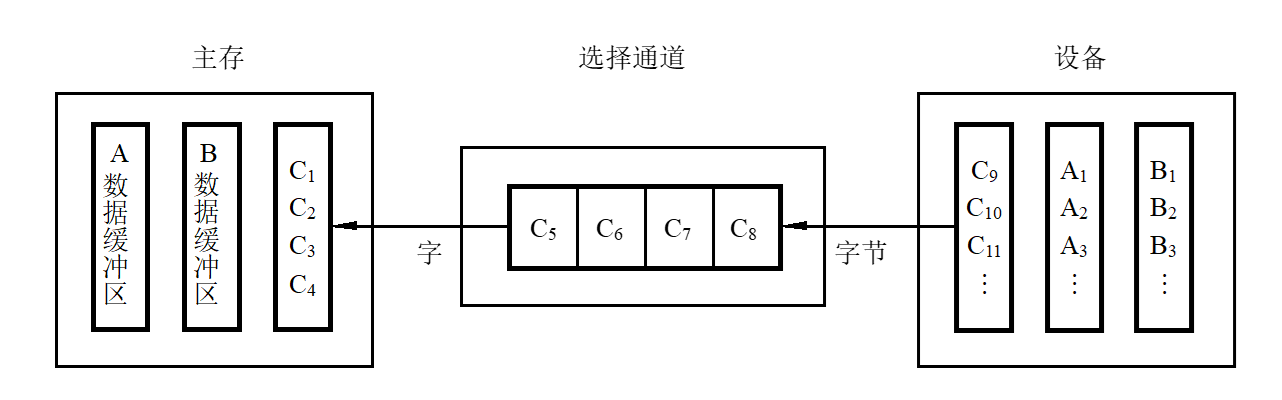 主存
选择通道
设备
A
数据缓冲区
B
数据缓冲区
C₁
C₂
C₃
C₄
字
C₅ C₆ C₇ C₈
字节
C₉
C₁₀
C₁₁
⋮
A₁
A₂
A₃
⋮
B₁
B₂
B₃
⋮